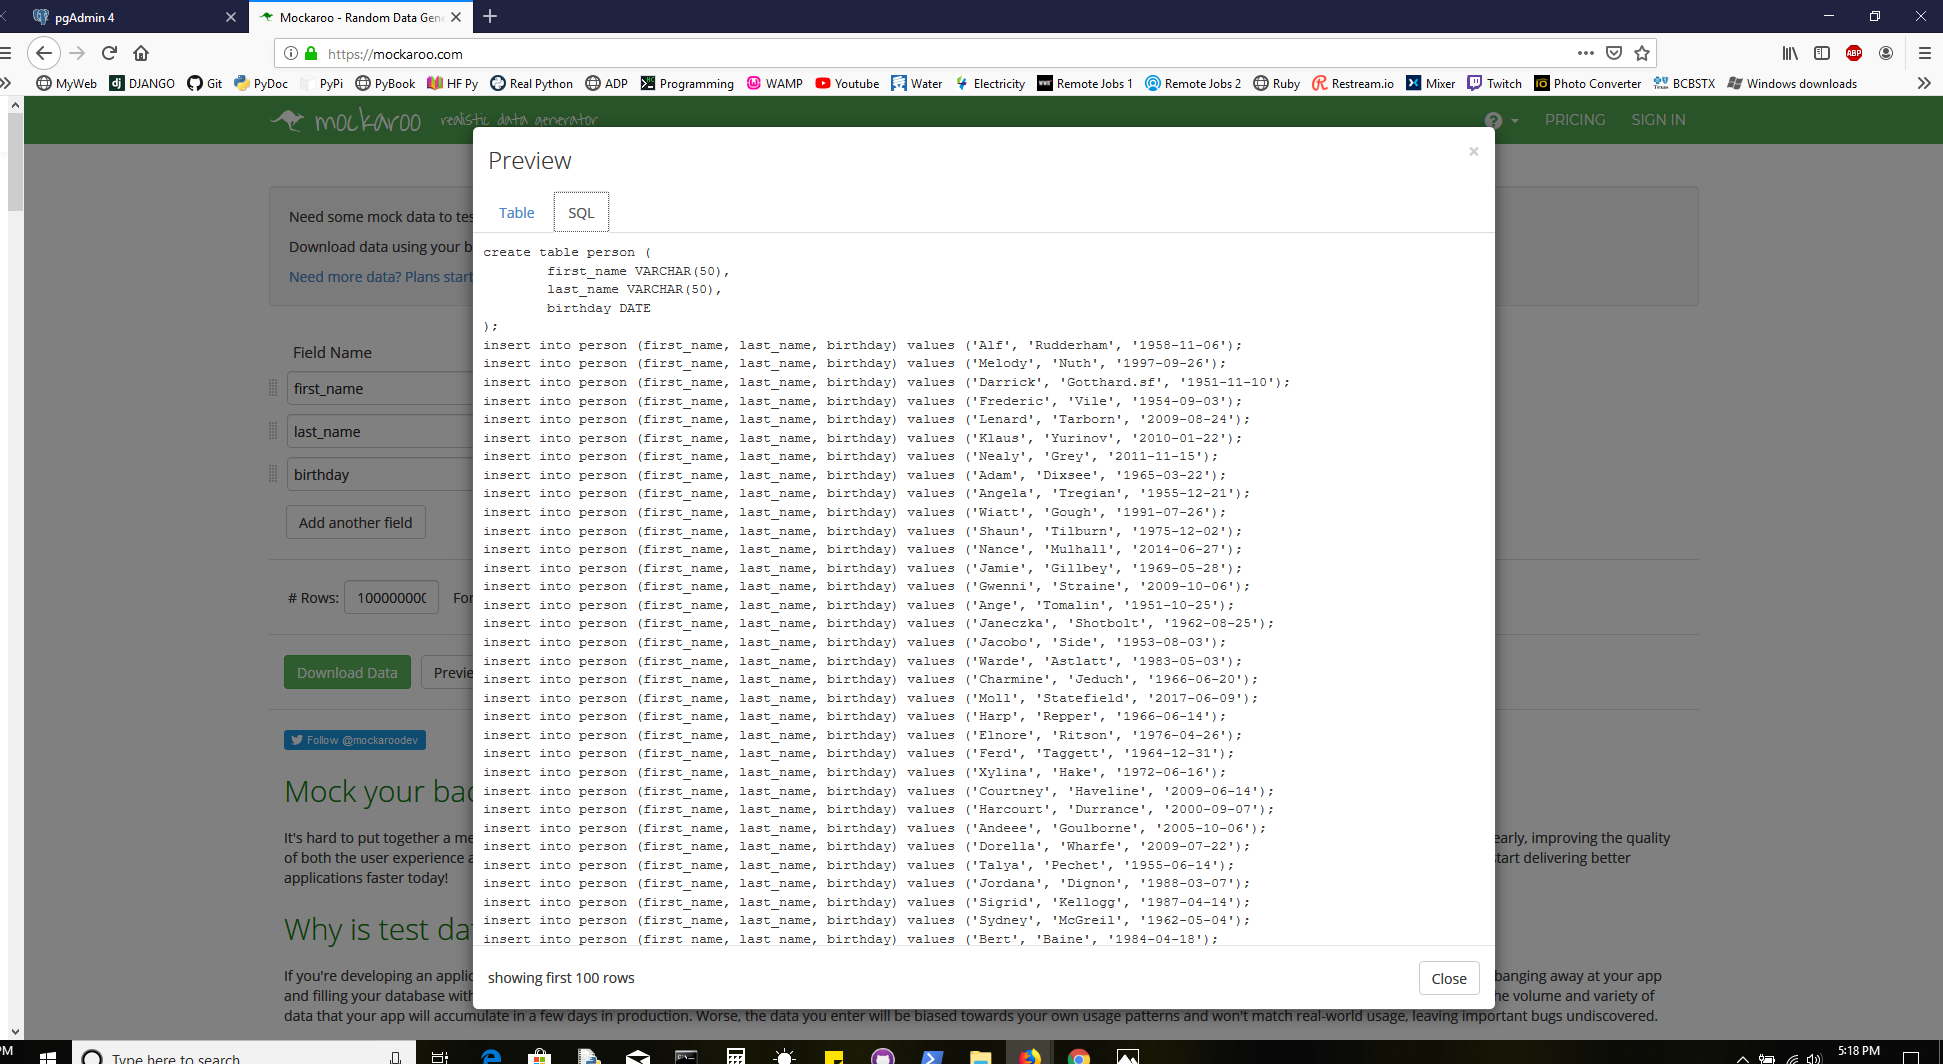 pgAdmin 4
Mockaroo - Random Data Gene
https://mockaroo.com
MyWeb DJANGO Git PyDoc PyPi PyBook HF Py Real Python ADP Programming WAMP Youtube Water Electricity Remote Jobs 1 Remote Jobs 2 Ruby Restream.io Mixer Twitch Photo Converter BCBSTX Windows downloads
mockaroo realistic data generator PRICING SIGN IN
Preview
Table SQL
Need some mock data to tes
Download data using your b
Need more data? Plans start
Field Name
first_name
last_name
birthday
Add another field
# Rows: 100000000 For
Download Data Previe
Follow @mockaroodev
create table person (
first_name VARCHAR(50),
last_name VARCHAR(50),
birthday DATE
);
insert into person (first_name, last_name, birthday) values ('Alf', 'Rudderham', '1958-11-06');
insert into person (first_name, last_name, birthday) values ('Melody', 'Nuth', '1997-09-26');
insert into person (first_name, last_name, birthday) values ('Darrick', 'Gotthard.sf', '1951-11-10');
insert into person (first_name, last_name, birthday) values ('Frederic', 'Vile', '1954-09-03');
insert into person (first_name, last_name, birthday) values ('Lenard', 'Tarborn', '2009-08-24');
insert into person (first_name, last_name, birthday) values ('Klaus', 'Yurinov', '2010-01-22');
insert into person (first_name, last_name, birthday) values ('Nealy', 'Grey', '2011-11-15');
insert into person (first_name, last_name, birthday) values ('Adam', 'Dixsee', '1965-03-22');
insert into person (first_name, last_name, birthday) values ('Angela', 'Tregian', '1955-12-21');
insert into person (first_name, last_name, birthday) values ('Wiatt', 'Gough', '1991-07-26');
insert into person (first_name, last_name, birthday) values ('Shaun', 'Tilburn', '1975-12-02');
insert into person (first_name, last_name, birthday) values ('Nance', 'Mulhall', '2014-06-27');
insert into person (first_name, last_name, birthday) values ('Jamie', 'Gillbey', '1969-05-28');
insert into person (first_name, last_name, birthday) values ('Gwenni', 'Straine', '2009-10-06');
insert into person (first_name, last_name, birthday) values ('Ange', 'Tomalin', '1951-10-25');
insert into person (first_name, last_name, birthday) values ('Janeczka', 'Shotbolt', '1962-08-25');
insert into person (first_name, last_name, birthday) values ('Jacobo', 'Side', '1953-08-03');
insert into person (first_name, last_name, birthday) values ('Warde', 'Astlatt', '1983-05-03');
insert into person (first_name, last_name, birthday) values ('Charmine', 'Jeduch', '1966-06-20');
insert into person (first_name, last_name, birthday) values ('Moll', 'Statefield', '2017-06-09');
insert into person (first_name, last_name, birthday) values ('Harp', 'Repper', '1966-06-14');
insert into person (first_name, last_name, birthday) values ('Elnore', 'Ritson', '1976-04-26');
insert into person (first_name, last_name, birthday) values ('Ferd', 'Taggett', '1964-12-31');
insert into person (first_name, last_name, birthday) values ('Xylina', 'Hake', '1972-06-16');
insert into person (first_name, last_name, birthday) values ('Courtney', 'Haveline', '2009-06-14');
insert into person (first_name, last_name, birthday) values ('Harcourt', 'Durrance', '2000-09-07');
insert into person (first_name, last_name, birthday) values ('Andeee', 'Goulborne', '2005-10-06');
insert into person (first_name, last_name, birthday) values ('Dorella', 'Wharfe', '2009-07-22');
insert into person (first_name, last_name, birthday) values ('Talya', 'Pechet', '1955-06-14');
insert into person (first_name, last_name, birthday) values ('Jordana', 'Dignon', '1988-03-07');
insert into person (first_name, last_name, birthday) values ('Sigrid', 'Kellogg', '1987-04-14');
insert into person (first_name, last_name, birthday) values ('Sydney', 'McGreil', '1962-05-04');
insert into person (first_name, last_name, birthday) values ('Bert', 'Baine', '1984-04-18');
showing first 100 rows Close
Mock your bac
It's hard to put together a me early, improving the quality
of both the user experience a start delivering better
applications faster today!
Why is test da
If you're developing an applic banging away at your app
and filling your database with he volume and variety of
data that your app will accumulate in a few days in production. Worse, the data you enter will be biased towards your own usage patterns and won't match real-world usage, leaving important bugs undiscovered.
PM Type here to search 5:18 PM